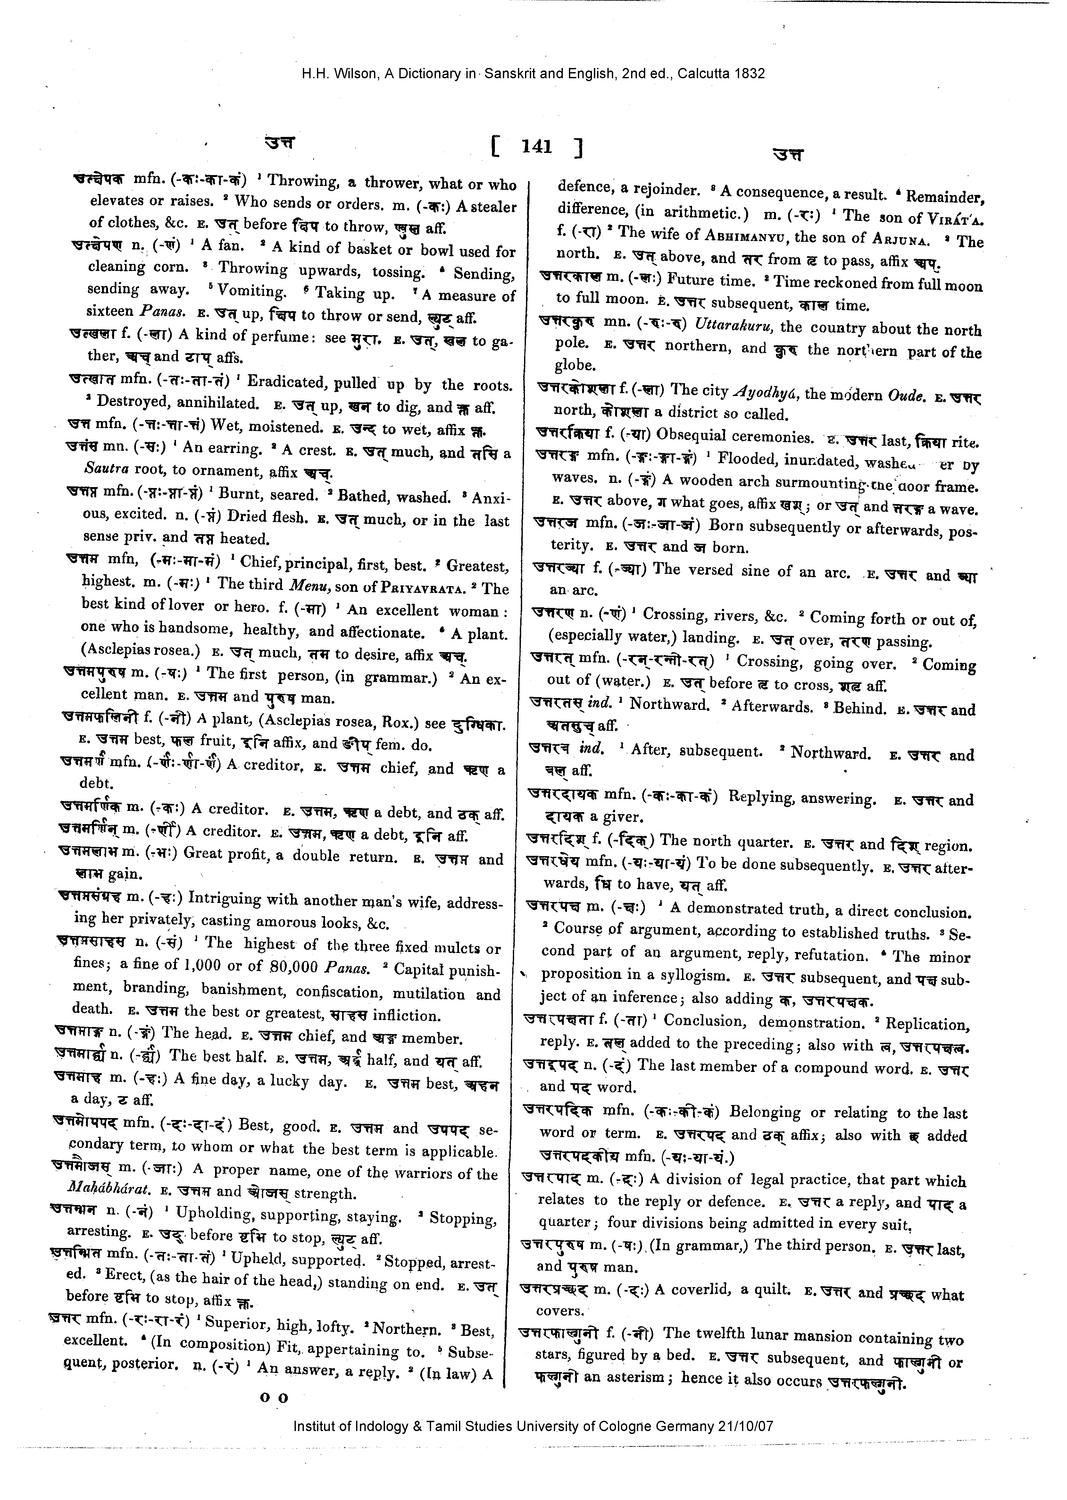 H.H. Wilson, A Dictionary in Sanskrit and English, 2nd ed., Calcutta 1832
उत्त [ 141 ] उत्त
उत्क्षेपक mfn. (-कः-का-कं) ¹ Throwing, a thrower, what or who
elevates or raises. ² Who sends or orders. m. (-कः) A stealer
of clothes, &c. E. उत् before क्षिप to throw, ण्वुल् aff.
उत्क्षेपण n. (-णं) ¹ A fan. ² A kind of basket or bowl used for
cleaning corn. ³ Throwing upwards, tossing. ⁴ Sending,
sending away. ⁵ Vomiting. ⁶ Taking up. ⁷ A measure of
sixteen Panas. E. उत् up, क्षिप to throw or send, ल्युट् aff.
उत्खला f. (-ला) A kind of perfume: see मुरा. E. उत्, खल to ga-
ther, अच् and टाप् affs.
उत्खात mfn. (-तः-ता-तं) ¹ Eradicated, pulled up by the roots.
² Destroyed, annihilated. E. उत् up, खन to dig, and क्त aff.
उत्त mfn. (-त्तः-त्ता-त्तं) Wet, moistened. E. उन्द to wet, affix क्त.
उत्तंस mn. (-सः) ¹ An earring. ² A crest. E. उत् much, and तसि a
Sautra root, to ornament, affix अच्.
उत्तप्त mfn. (-प्तः-प्ता-प्तं) ¹ Burnt, seared. ² Bathed, washed. ³ Anxi-
ous, excited. n. (-प्तं) Dried flesh. E. उत् much, or in the last
sense priv. and तप्त heated.
उत्तम mfn, (-मः-मा-मं) ¹ Chief, principal, first, best. ² Greatest,
highest. m. (-मः) ¹ The third Menu, son of PRIYAVRATA. ² The
best kind of lover or hero. f. (-मा) ¹ An excellent woman:
one who is handsome, healthy, and affectionate. ⁴ A plant.
(Asclepias rosea.) E. उत् much, तम to desire, affix अच्.
उत्तमपुरुष m. (-षः) ¹ The first person, (in grammar.) ² An ex-
cellent man. E. उत्तम and पुरुष man.
उत्तमफलिनी f. (-नी) A plant, (Asclepias rosea, Rox.) see दुग्धिका.
E. उत्तम best, फल fruit, इनि affix, and ङीप् fem. do.
उत्तमर्ण mfn. (-र्णः-र्णा-र्णं) A creditor, E. उत्तम chief, and ऋण a
debt.
उत्तमर्णिक m. (-कः) A creditor. E. उत्तम, ऋण a debt, and ठक् aff.
उत्तमर्णिन् m. (-र्णी) A creditor. E. उत्तम, ऋण a debt, इनि aff.
उत्तमलाभ m. (-भः) Great profit, a double return. E. उत्तम and
लाभ gain.
उत्तमसंग्रह m. (-हः) Intriguing with another man's wife, address-
ing her privately, casting amorous looks, &c.
उत्तमसाहस n. (-सं) ¹ The highest of the three fixed mulcts or
fines; a fine of 1,000 or of 80,000 Panas. ² Capital punish-
ment, branding, banishment, confiscation, mutilation and
death. E. उत्तम the best or greatest, साहस infliction.
उत्तमाङ्ग n. (-ङ्गं) The head. E. उत्तम chief, and अङ्ग member.
उत्तमार्द्ध्य n. (-र्द्ध्यं) The best half. E. उत्तम, अर्द्ध half, and यत् aff.
उत्तमाह m. (-हः) A fine day, a lucky day. E. उत्तम best, अहन
a day, ट aff.
उत्तमोपपद mfn. (-दः-दा-दं) Best, good. E. उत्तम and उपपद se-
condary term, to whom or what the best term is applicable.
उत्तमौजस् m. (-जाः) A proper name, one of the warriors of the
Mahábhárat. E. उत्तम and ओजस् strength.
उत्तम्भन n. (-नं) ¹ Upholding, supporting, staying. ² Stopping,
arresting. E. उद् before ष्टभि to stop, ल्युट् aff.
उत्तम्भित mfn. (-तः-ता-तं) ¹ Upheld, supported. ² Stopped, arrest-
ed. ³ Erect, (as the hair of the head,) standing on end. E. उत्
before ष्टभि to stop, affix क्त.
उत्तर mfn. (-रः-रा-रं) ¹ Superior, high, lofty. ² Northern. ³ Best,
excellent. ⁴ (In composition) Fit, appertaining to. ⁵ Subse-
quent, posterior. n. (-रं) ¹ An answer, a reply. ² (In law) A
O O
defence, a rejoinder. ³ A consequence, a result. ⁴ Remainder,
difference, (in arithmetic.) m. (-रः) ¹ The son of VIRÁT'A.
f. (-रा) ² The wife of ABHIMANYU, the son of ARJUNA. ³ The
north. E. उत् above, and तर from तॄ to pass, affix अप्.
उत्तरकाल m. (-लः) Future time. ² Time reckoned from full moon
to full moon. E. उत्तर subsequent, काल time.
उत्तरकुरु mn. (-रुः-रु) Uttarakuru, the country about the north
pole. E. उत्तर northern, and कुरु the northern part of the
globe.
उत्तरकोशला f. (-ला) The city Ayodhyá, the modern Oude. E. उत्तर
north, कोशला a district so called.
उत्तरक्रिया f. (-या) Obsequial ceremonies. E. उत्तर last, क्रिया rite.
उत्तरङ्ग mfn. (-ङ्गः-ङ्गा-ङ्गं) ¹ Flooded, inundated, washed er by
waves. n. (-ङ्गं) A wooden arch surmounting the door frame.
E. उत्तर above, ग what goes, affix खश्; or उत् and तरङ्ग a wave.
उत्तरज mfn. (-जः-जा-जं) Born subsequently or afterwards, pos-
terity. E. उत्तर and ज born.
उत्तरज्या f. (-ज्या) The versed sine of an arc. E. उत्तर and ज्या
an arc.
उत्तरण n. (-णं) ¹ Crossing, rivers, &c. ² Coming forth or out of,
(especially water,) landing. E. उत् over, तरण passing.
उत्तरत् mfn. (-रन्-रन्ती-रत्) ¹ Crossing, going over. ² Coming
out of (water.) E. उत् before तॄ to cross, शतृ aff.
उत्तरतस् ind. ¹ Northward. ² Afterwards. ³ Behind. E. उत्तर and
अतसुच् aff.
उत्तरत्र ind. ¹ After, subsequent. ² Northward. E. उत्तर and
त्रल् aff.
उत्तरदायक mfn. (-कः-का-कं) Replying, answering. E. उत्तर and
दायक a giver.
उत्तरदिश् f. (-दिक्) The north quarter. E. उत्तर and दिश् region.
उत्तरधेय mfn. (-यः-या-यं) To be done subsequently. E. उत्तर after-
wards, धि to have, यत् aff.
उत्तरपक्ष m. (-क्षः) ¹ A demonstrated truth, a direct conclusion.
² Course of argument, according to established truths. ³ Se-
cond part of an argument, reply, refutation. ⁴ The minor
proposition in a syllogism. E. उत्तर subsequent, and पक्ष sub-
ject of an inference; also adding क, उत्तरपक्षक.
उत्तरपक्षता f. (-ता) ¹ Conclusion, demonstration. ² Replication,
reply. E. तल् added to the preceding; also with त्व, उत्तरपक्षत्व.
उत्तरपद n. (-दं) The last member of a compound word. E. उत्तर
and पद word.
उत्तरपदिक mfn. (-कः-की-कं) Belonging or relating to the last
word or term. E. उत्तरपद and ठक् affix; also with छ added
उत्तरपदकीय mfn. (-यः-या-यं.)
उत्तरपाद m. (-दः) A division of legal practice, that part which
relates to the reply or defence. E. उत्तर a reply, and पाद a
quarter; four divisions being admitted in every suit.
उत्तरपुरुष m. (-षः) (In grammar,) The third person. E. उत्तर last,
and पुरुष man.
उत्तरप्रच्छद m. (-दः) A coverlid, a quilt. E. उत्तर and प्रच्छद what
covers.
उत्तरफाल्गुनी f. (-नी) The twelfth lunar mansion containing two
stars, figured by a bed. E. उत्तर subsequent, and फाल्गुनी or
फल्गुनी an asterism; hence it also occurs उत्तरफल्गुनी.
Institut of Indology & Tamil Studies University of Cologne Germany 21/10/07